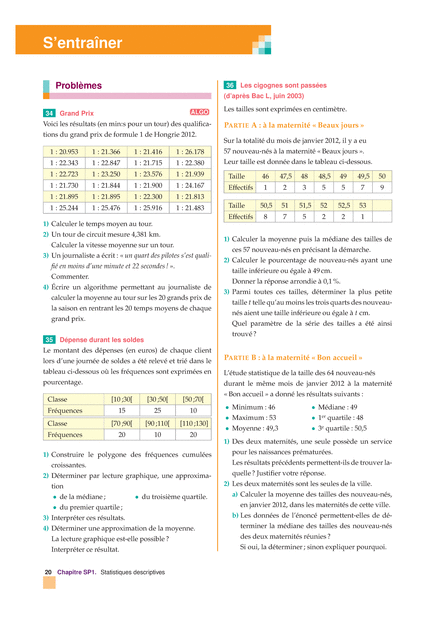 S'entraîner
Problèmes
34 Grand Prix
ALGO
Voici les résultats (en min:s pour un tour) des qualifica-
tions du grand prix de formule 1 de Hongrie 2012.
1 : 20.953 1 : 21.366 1 : 21.416 1 : 26.178
1 : 22.343 1 : 22.847 1 : 21.715 1 : 22.380
1 : 22.723 1 : 23.250 1 : 23.576 1 : 21.939
1 : 21.730 1 : 21.844 1 : 21.900 1 : 24.167
1 : 21.895 1 : 21.895 1 : 22.300 1 : 21.813
1 : 25.244 1 : 25.476 1 : 25.916 1 : 21.483
1) Calculer le temps moyen au tour.
2) Un tour de circuit mesure 4,381 km.
Calculer la vitesse moyenne sur un tour.
3) Un journaliste a écrit : « un quart des pilotes s'est quali-
fié en moins d'une minute et 22 secondes ! ».
Commenter.
4) Écrire un algorithme permettant au journaliste de
calculer la moyenne au tour sur les 20 grands prix de
la saison en rentrant les 20 temps moyens de chaque
grand prix.
35 Dépense durant les soldes
Le montant des dépenses (en euros) de chaque client
lors d'une journée de soldes a été relevé et trié dans le
tableau ci-dessous où les fréquences sont exprimées en
pourcentage.
Classe [10 ;30[ [30 ;50[ [50 ;70[
Fréquences 15 25 10
Classe [70 ;90[ [90 ;110[ [110 ;130[
Fréquences 20 10 20
1) Construire le polygone des fréquences cumulées
croissantes.
2) Déterminer par lecture graphique, une approxima-
tion
• de la médiane ; • du troisième quartile.
• du premier quartile ;
3) Interpréter ces résultats.
4) Déterminer une approximation de la moyenne.
La lecture graphique est-elle possible ?
Interpréter ce résultat.
36 Les cigognes sont passées
(d'après Bac L, juin 2003)
Les tailles sont exprimées en centimètre.
PARTIE A : à la maternité « Beaux jours »
Sur la totalité du mois de janvier 2012, il y a eu
57 nouveau-nés à la maternité « Beaux jours ».
Leur taille est donnée dans le tableau ci-dessous.
Taille 46 47,5 48 48,5 49 49,5 50
Effectifs 1 2 3 5 5 7 9
Taille 50,5 51 51,5 52 52,5 53
Effectifs 8 7 5 2 2 1
1) Calculer la moyenne puis la médiane des tailles de
ces 57 nouveau-nés en précisant la démarche.
2) Calculer le pourcentage de nouveau-nés ayant une
taille inférieure ou égale à 49 cm.
Donner la réponse arrondie à 0,1 %.
3) Parmi toutes ces tailles, déterminer la plus petite
taille t telle qu'au moins les trois quarts des nouveau-
nés aient une taille inférieure ou égale à t cm.
Quel paramètre de la série des tailles a été ainsi
trouvé ?
PARTIE B : à la maternité « Bon accueil »
L'étude statistique de la taille des 64 nouveau-nés
durant le même mois de janvier 2012 à la maternité
« Bon accueil » a donné les résultats suivants :
• Minimum : 46 • Médiane : 49
• Maximum : 53 • 1er quartile : 48
• Moyenne : 49,3 • 3e quartile : 50,5
1) Des deux maternités, une seule possède un service
pour les naissances prématurées.
Les résultats précédents permettent-ils de trouver la-
quelle ? Justifier votre réponse.
2) Les deux maternités sont les seules de la ville.
a) Calculer la moyenne des tailles des nouveau-nés,
en janvier 2012, dans les maternités de cette ville.
b) Les données de l'énoncé permettent-elles de dé-
terminer la médiane des tailles des nouveau-nés
des deux maternités réunies ?
Si oui, la déterminer ; sinon expliquer pourquoi.
20 Chapitre SP1. Statistiques descriptives